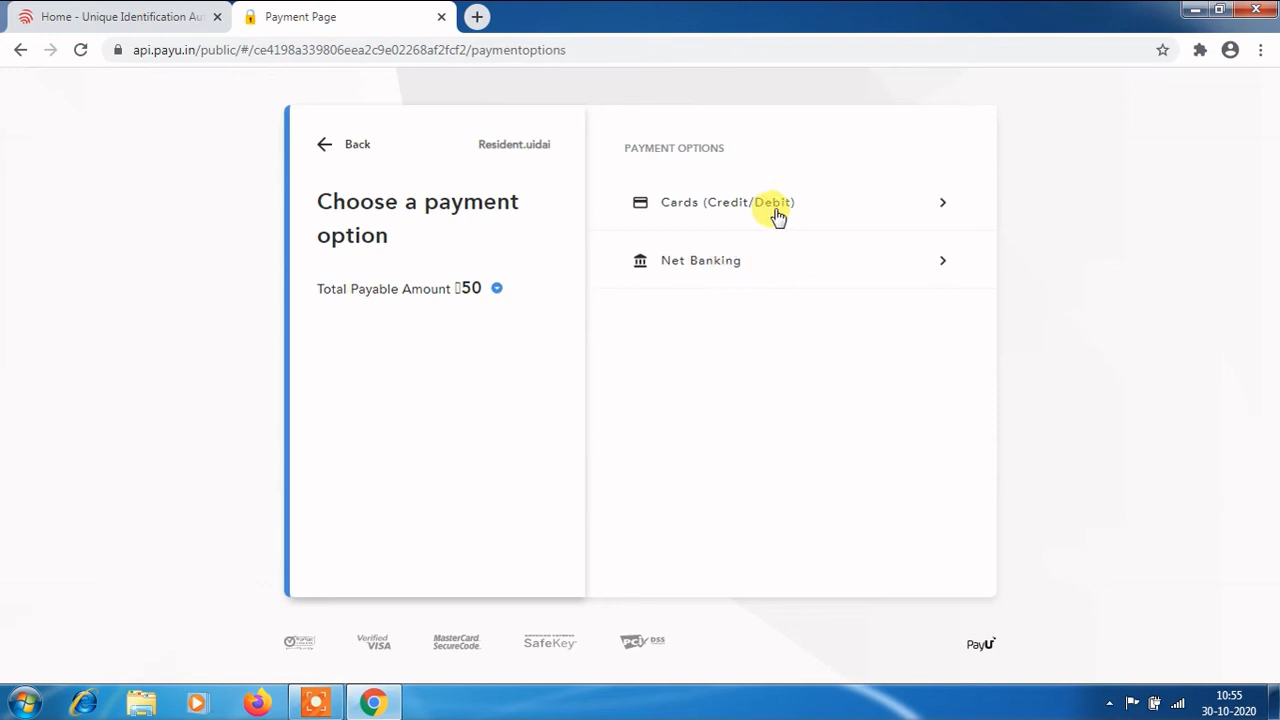 Home - Unique Identification Au
Payment Page
api.payu.in/public/#/ce4198a339806eea2c9e02268af2fcf2/paymentoptions
Back
Resident.uidai
Choose a payment
option
Total Payable Amount ▯50
PAYMENT OPTIONS
Cards (Credit/Debit)
Net Banking
Verified
VISA
MasterCard.
SecureCode.
SafeKey
PCI DSS
PayU
10:55
30-10-2020